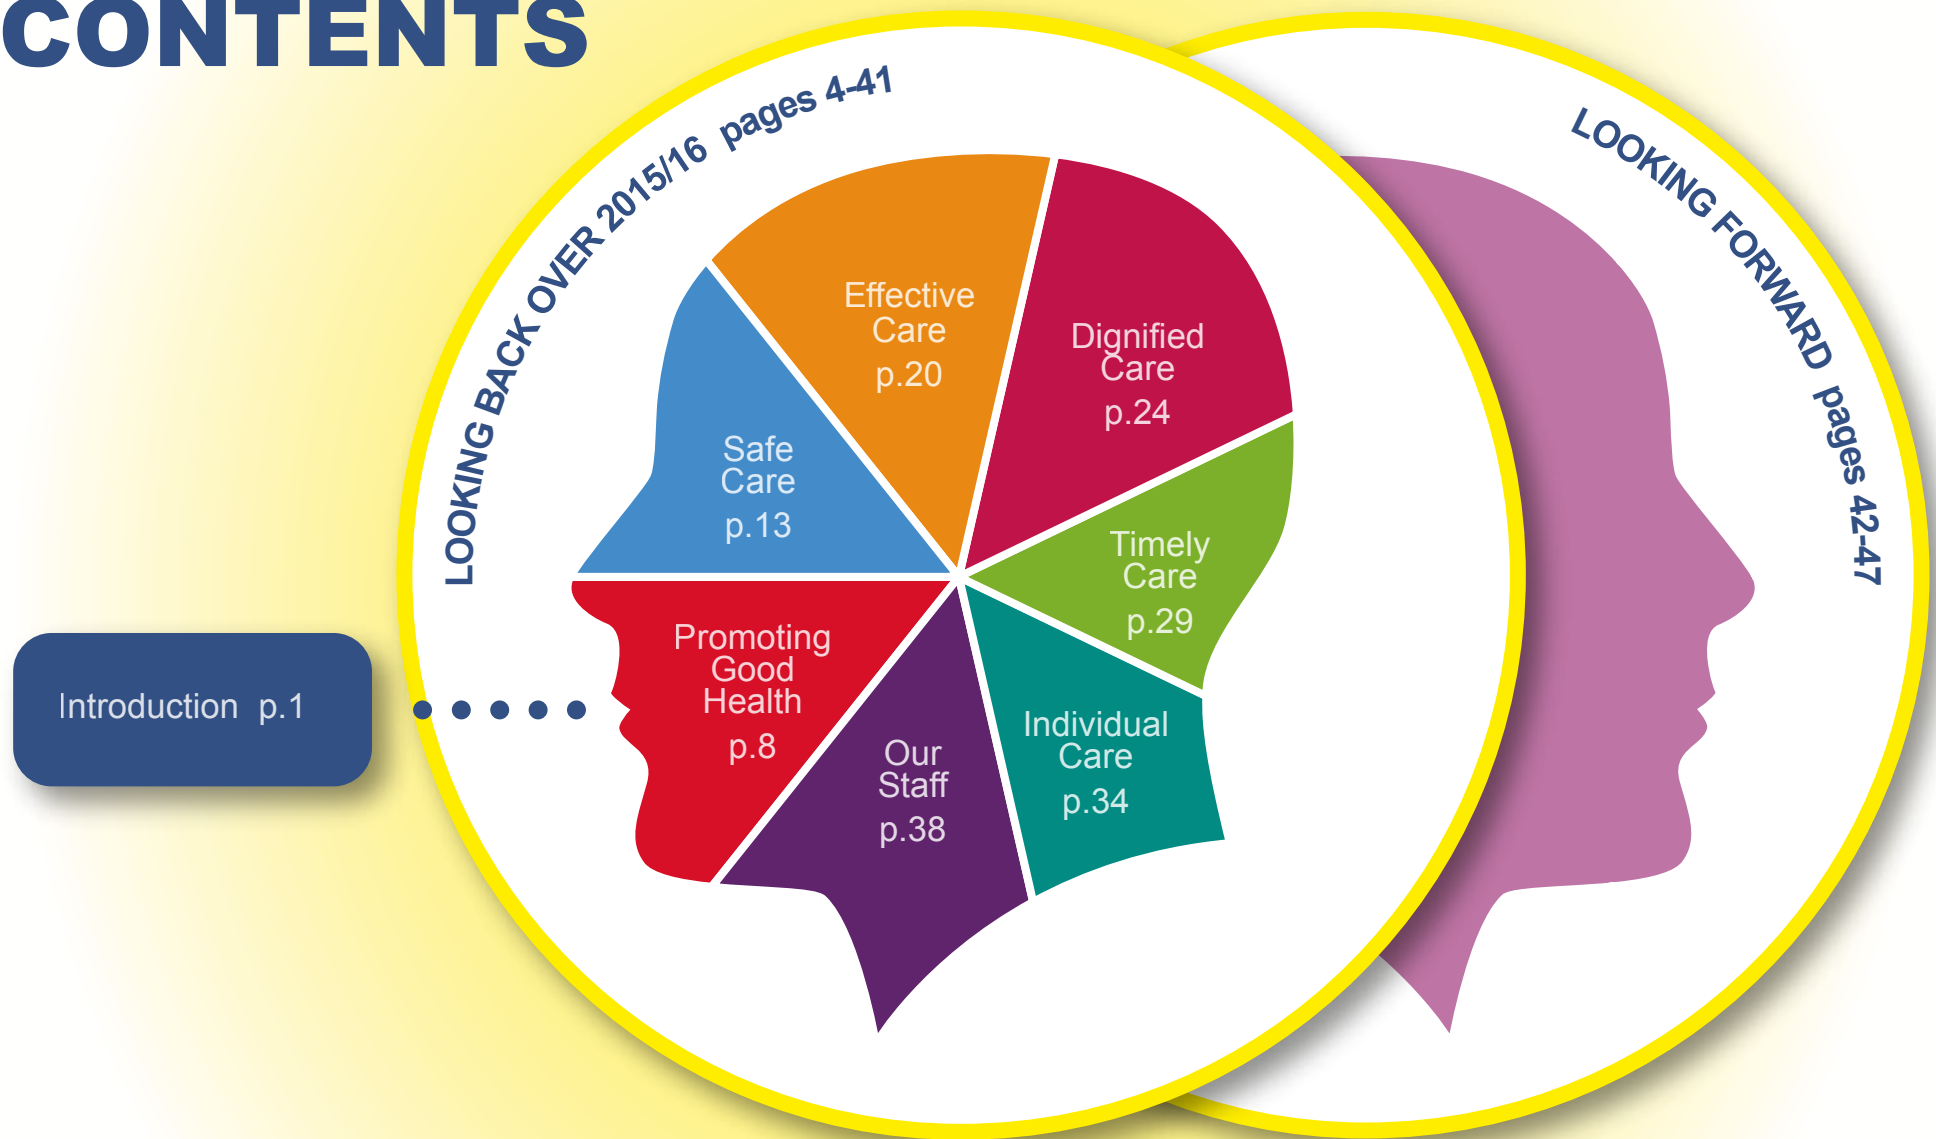 CONTENTS
LOOKING BACK OVER 2015/16 pages 4-41
LOOKING FORWARD pages 42-47
Effective
Care
p.20
Dignified
Care
p.24
Safe
Care
p.13
Timely
Care
p.29
Promoting
Good
Health
p.8
Introduction p.1
Individual
Care
p.34
Our
Staff
p.38